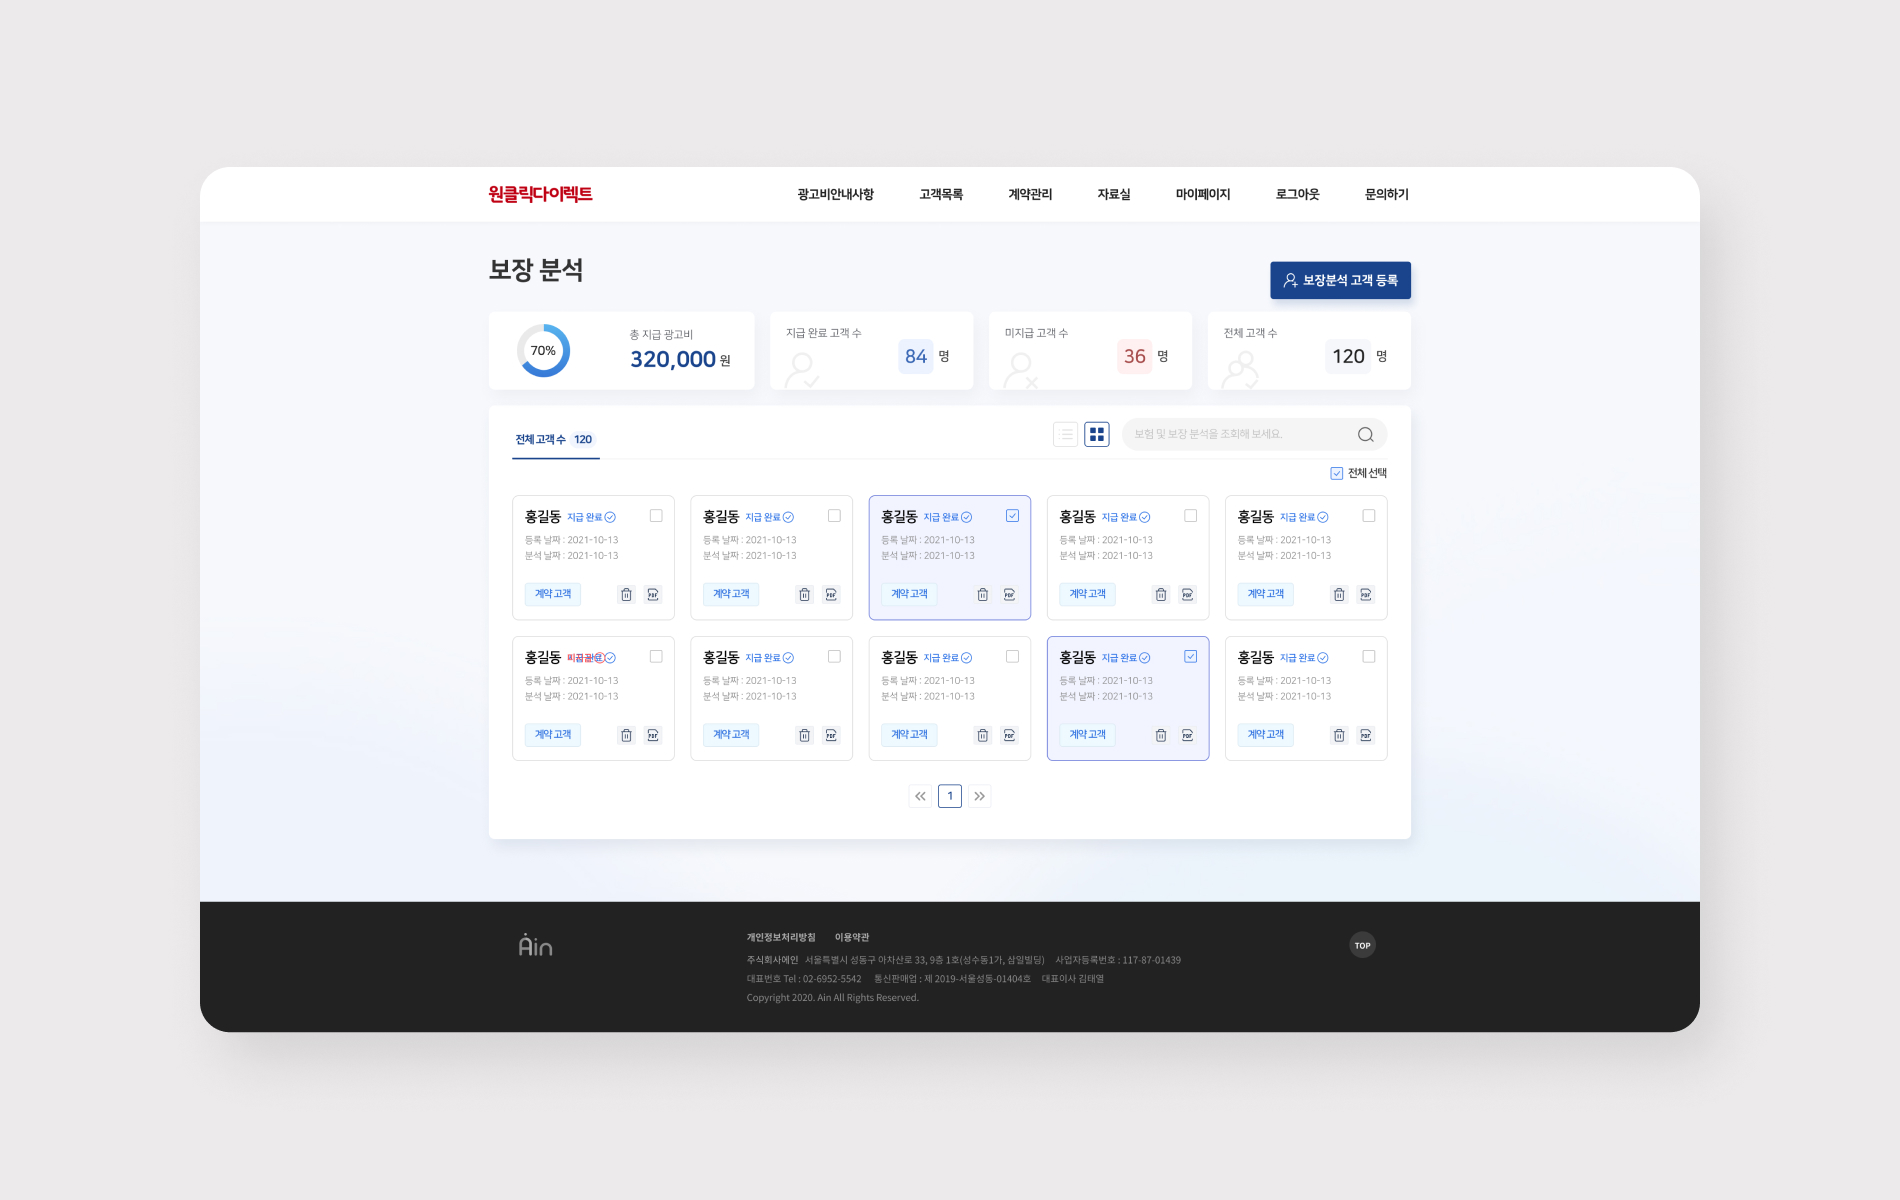 원클릭다이렉트
광고비안내사항 고객목록 계약관리 자료실 마이페이지 로그아웃 문의하기
보장 분석
보장분석 고객 등록
70%
총 지급 광고비
320,000 원
지급 완료 고객 수
84 명
미지급 고객 수
36 명
전체 고객 수
120 명
전체 고객 수 120
보험 및 보장 분석을 조회해 보세요.
전체 선택
홍길동 지급 완료
등록 날짜 : 2021-10-13
분석 날짜 : 2021-10-13
계약 고객 PDF
홍길동 지급 완료
등록 날짜 : 2021-10-13
분석 날짜 : 2021-10-13
계약 고객 PDF
홍길동 지급 완료
등록 날짜 : 2021-10-13
분석 날짜 : 2021-10-13
계약 고객 PDF
홍길동 지급 완료
등록 날짜 : 2021-10-13
분석 날짜 : 2021-10-13
계약 고객 PDF
홍길동 지급 완료
등록 날짜 : 2021-10-13
분석 날짜 : 2021-10-13
계약 고객 PDF
홍길동
등록 날짜 : 2021-10-13
분석 날짜 : 2021-10-13
계약 고객 PDF
홍길동 지급 완료
등록 날짜 : 2021-10-13
분석 날짜 : 2021-10-13
계약 고객 PDF
홍길동 지급 완료
등록 날짜 : 2021-10-13
분석 날짜 : 2021-10-13
계약 고객 PDF
홍길동 지급 완료
등록 날짜 : 2021-10-13
분석 날짜 : 2021-10-13
계약 고객 PDF
홍길동 지급 완료
등록 날짜 : 2021-10-13
분석 날짜 : 2021-10-13
계약 고객 PDF
1
Ain
개인정보처리방침 이용약관
주식회사에인 서울특별시 성동구 아차산로 33, 9층 1호(성수동1가, 삼일빌딩) 사업자등록번호 : 117-87-01439
대표번호 Tel : 02-6952-5542 통신판매업 : 제 2019-서울성동-01404호 대표이사 김태열
Copyright 2020. Ain All Rights Reserved.
TOP